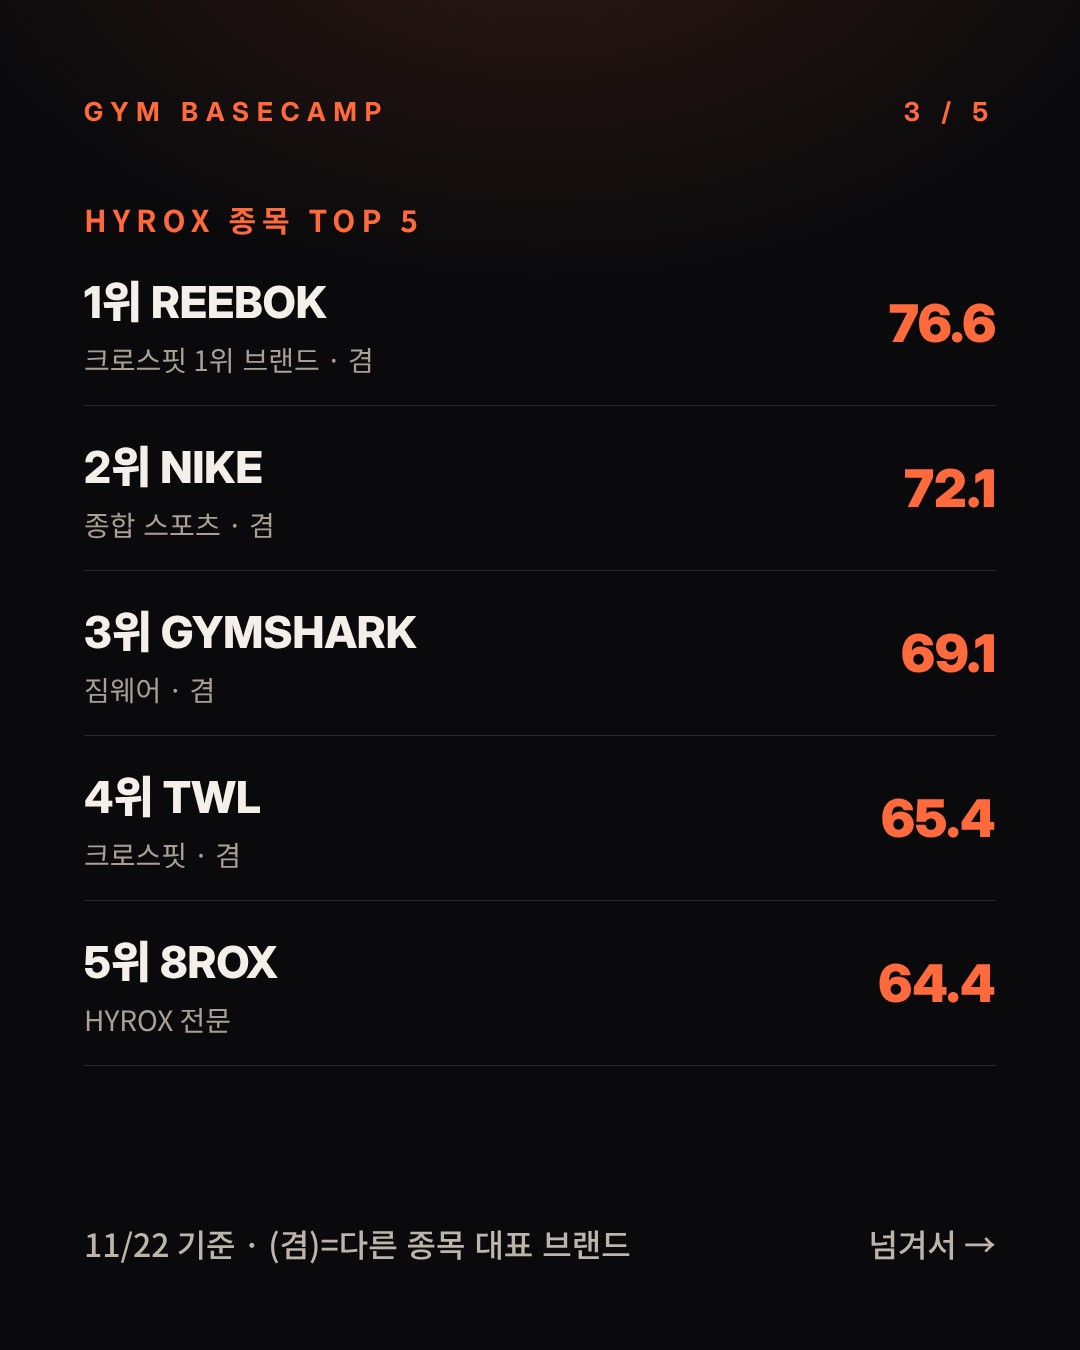 GYM BASECAMP
3 / 5
HYROX 종목 TOP 5
1위 REEBOK
76.6
크로스핏 1위 브랜드 · 겸
2위 NIKE
72.1
종합 스포츠 · 겸
3위 GYMSHARK
69.1
짐웨어 · 겸
4위 TWL
65.4
크로스핏 · 겸
5위 8ROX
64.4
HYROX 전문
11/22 기준 · (겸)=다른 종목 대표 브랜드
넘겨서 →